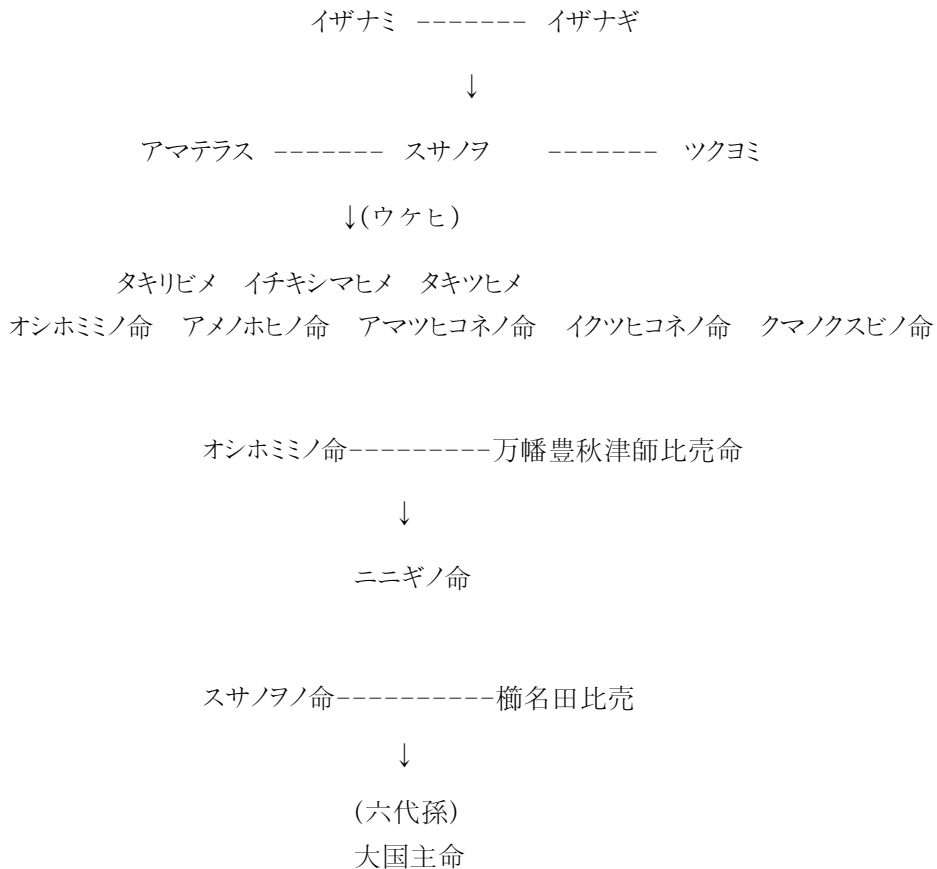 イザナミ ------- イザナギ
↓
アマテラス ------- スサノヲ ------- ツクヨミ
↓(ウケヒ)
タキリビメ イチキシマヒメ タキツヒメ
オシホミミノ命 アメノホヒノ命 アマツヒコネノ命 イクツヒコネノ命 クマノクスビノ命
オシホミミノ命---------万幡豊秋津師比売命
↓
ニニギノ命
スサノヲノ命----------櫛名田比売
↓
(六代孫)
大国主命